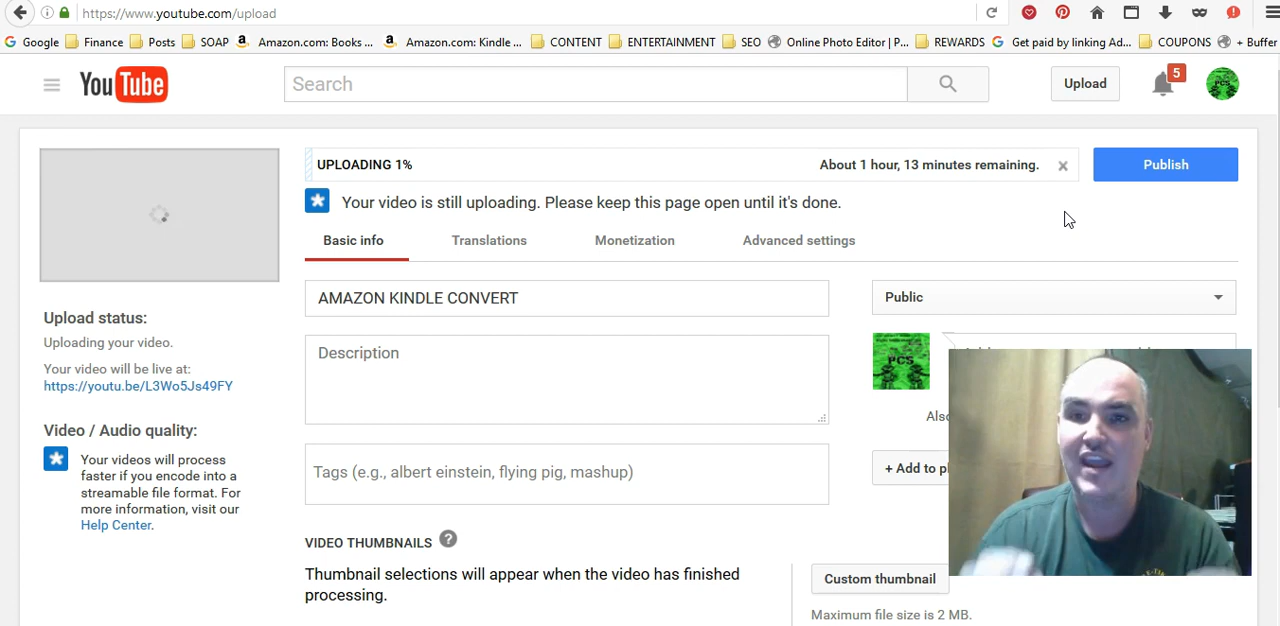 https://www.youtube.com/upload
Google Finance Posts SOAP Amazon.com: Books ... Amazon.com: Kindle ... CONTENT ENTERTAINMENT SEO Online Photo Editor | P... REWARDS Get paid by linking Ad... COUPONS + Buffer
YouTube Search Upload 5
UPLOADING 1% About 1 hour, 13 minutes remaining. Publish
Your video is still uploading. Please keep this page open until it's done.
Basic info Translations Monetization Advanced settings
AMAZON KINDLE CONVERT
Public
Description
PCS
Also
Tags (e.g., albert einstein, flying pig, mashup)
+ Add to pl
Upload status:
Uploading your video.
Your video will be live at:
https://youtu.be/L3Wo5Js49FY
Video / Audio quality:
Your videos will process
faster if you encode into a
streamable file format. For
more information, visit our
Help Center.
VIDEO THUMBNAILS ?
Thumbnail selections will appear when the video has finished
processing.
Custom thumbnail
Maximum file size is 2 MB.